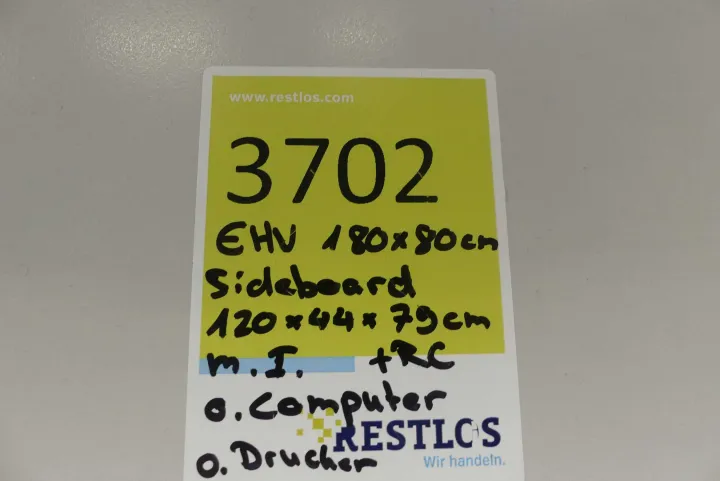 www.restlos.com
3702
EHV 180x80cm
Sideboard
120x44x79cm
m. I. +RC
o. Computer
RESTLOS
o. Drucker
Wir handeln.